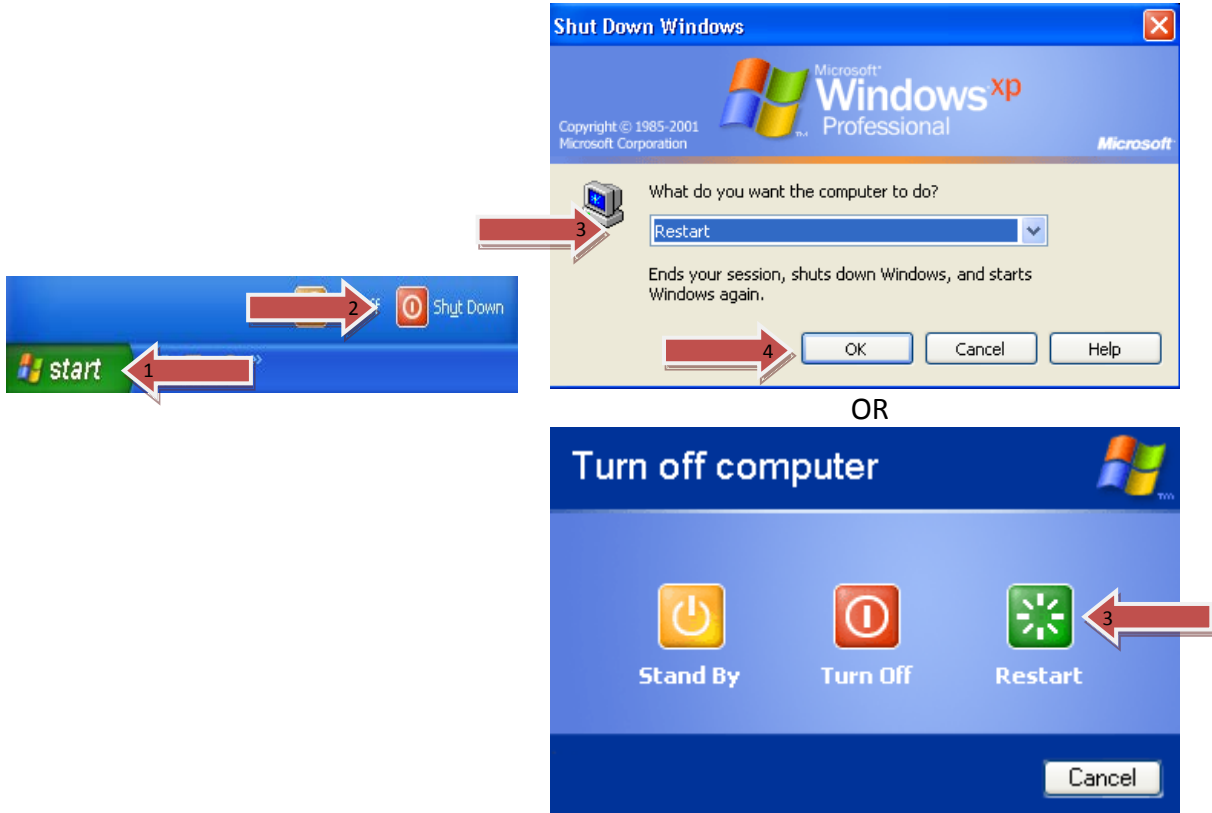 Shut Down Windows
Microsoft®
Windows xp
Professional
Copyright © 1985-2001
Microsoft Corporation
Microsoft
What do you want the computer to do?
3
Restart
Ends your session, shuts down Windows, and starts
Windows again.
4
OK Cancel Help
2
Shut Down
start
1
OR
Turn off computer
TM
3
Stand By Turn Off Restart
Cancel